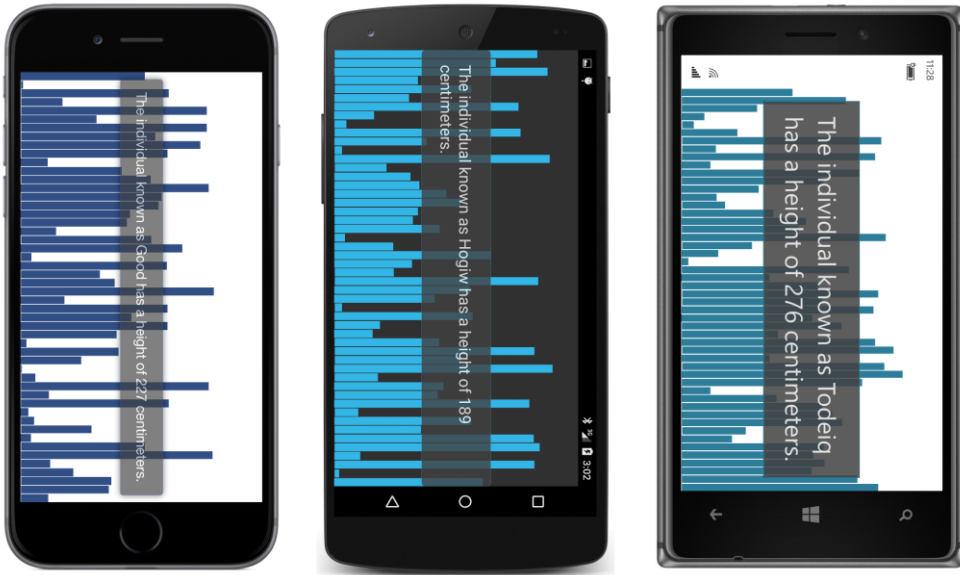 The individual known as Good has a height of 227 centimeters.
The individual known as Hogiw has a height of 189
centimeters.
3G
3:02
11:28
The individual known as Todeiq
has a height of 276 centimeters.